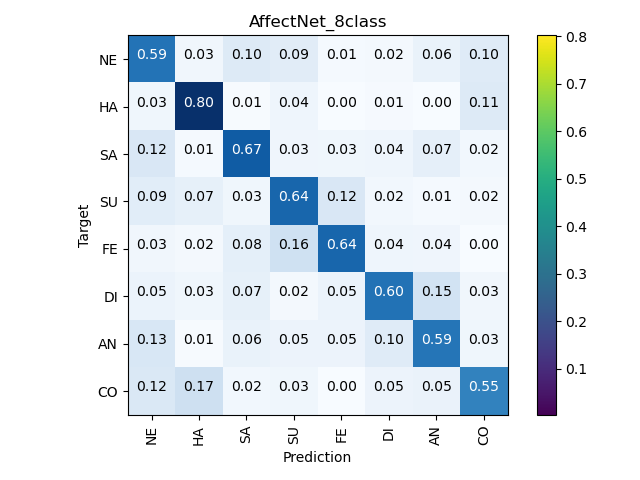 AffectNet_8class
NE 0.59 0.03 0.10 0.09 0.01 0.02 0.06 0.10
HA 0.03 0.80 0.01 0.04 0.00 0.01 0.00 0.11
SA 0.12 0.01 0.67 0.03 0.03 0.04 0.07 0.02
SU 0.09 0.07 0.03 0.64 0.12 0.02 0.01 0.02
FE 0.03 0.02 0.08 0.16 0.64 0.04 0.04 0.00
DI 0.05 0.03 0.07 0.02 0.05 0.60 0.15 0.03
AN 0.13 0.01 0.06 0.05 0.05 0.10 0.59 0.03
CO 0.12 0.17 0.02 0.03 0.00 0.05 0.05 0.55
NE HA SA SU FE DI AN CO
Prediction
Target
0.8
0.7
0.6
0.5
0.4
0.3
0.2
0.1